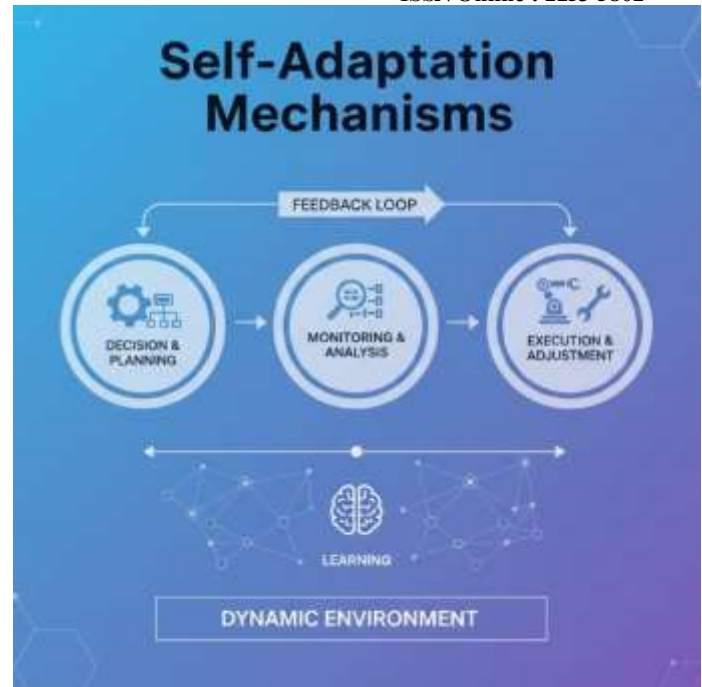 Self-Adaptation
Mechanisms
FEEDBACK LOOP
DECISION &
PLANNING
MONITORING &
ANALYSIS
EXECUTION &
ADJUSTMENT
LEARNING
DYNAMIC ENVIRONMENT